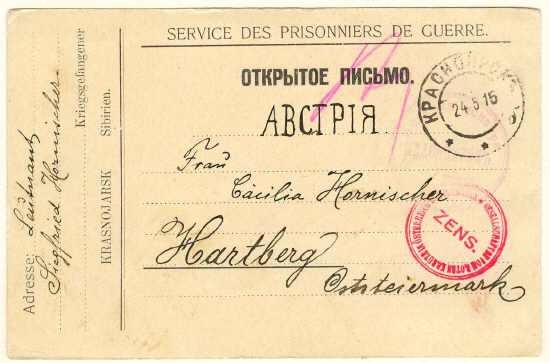 SERVICE DES PRISONNIERS DE GUERRE.
ОТКРЫТОЕ ПИСЬМО.
АВСТРІЯ
Frau
Cäcilia Hornischer
Hartberg
Oststeiermark
Adresse: Leutnant
Siegfried Hornischer
Kriegsgefangener
KRASNOJARSK Sibirien.
КРАСНОЯРСКЪ
24 5 15
ZENS.